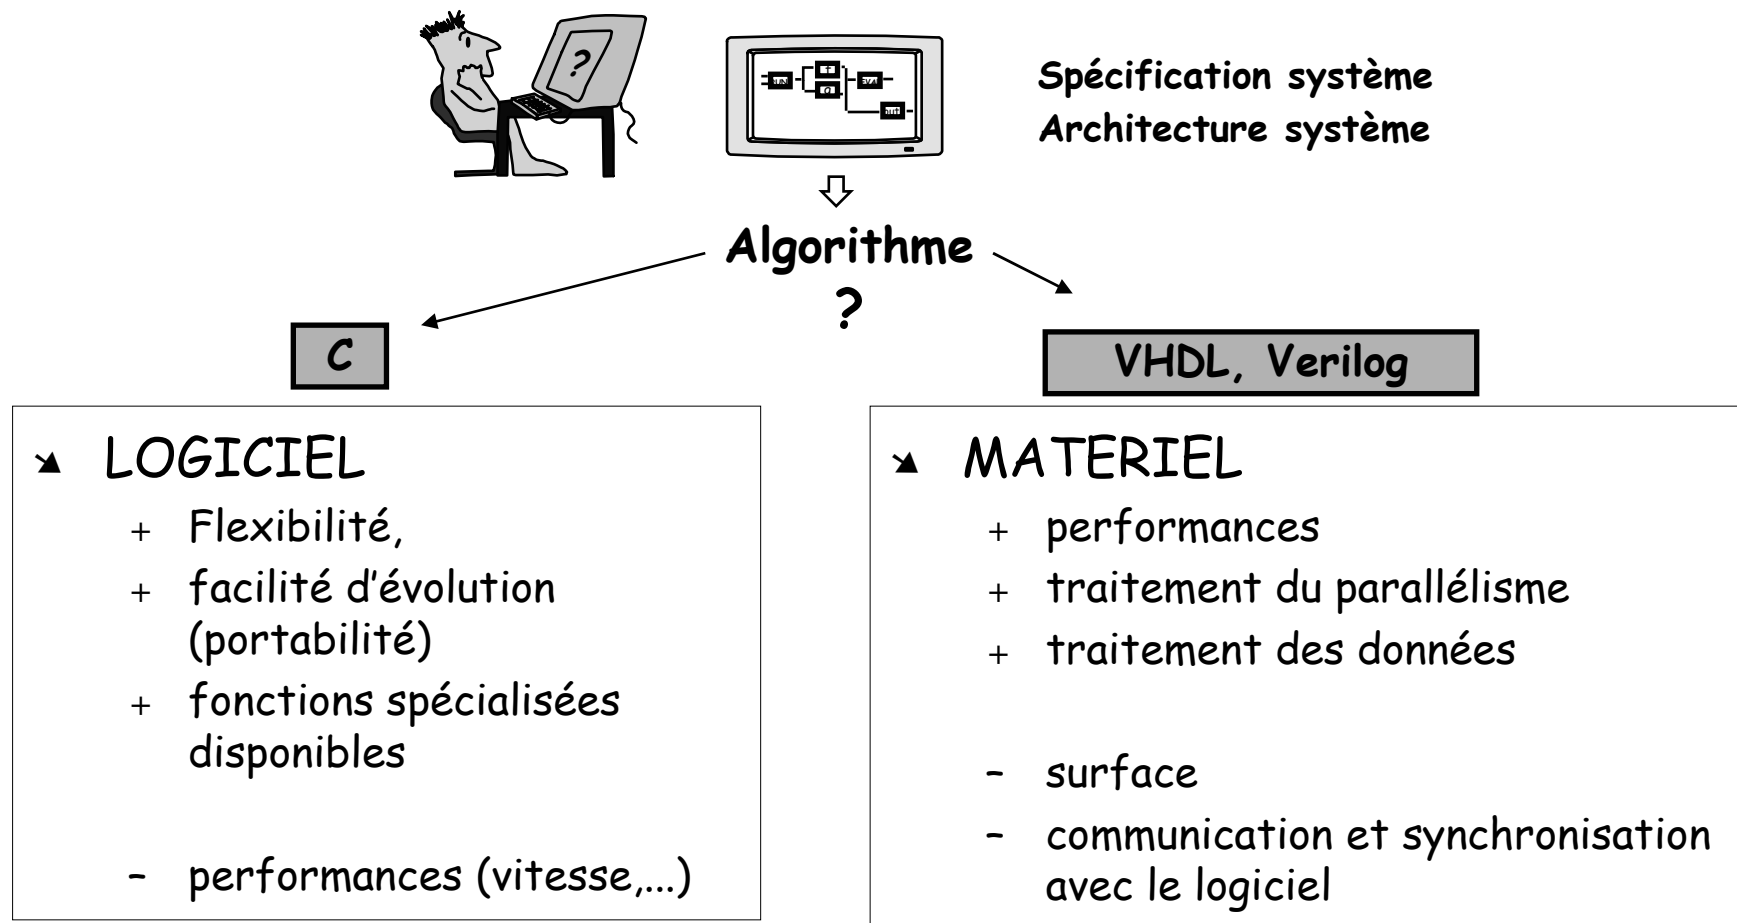 ?
Spécification système
Architecture système
Algorithme
?
C
VHDL, Verilog
LOGICIEL
+ Flexibilité,
+ facilité d'évolution
(portabilité)
+ fonctions spécialisées
disponibles
– performances (vitesse,...)
MATERIEL
+ performances
+ traitement du parallélisme
+ traitement des données
– surface
– communication et synchronisation
avec le logiciel